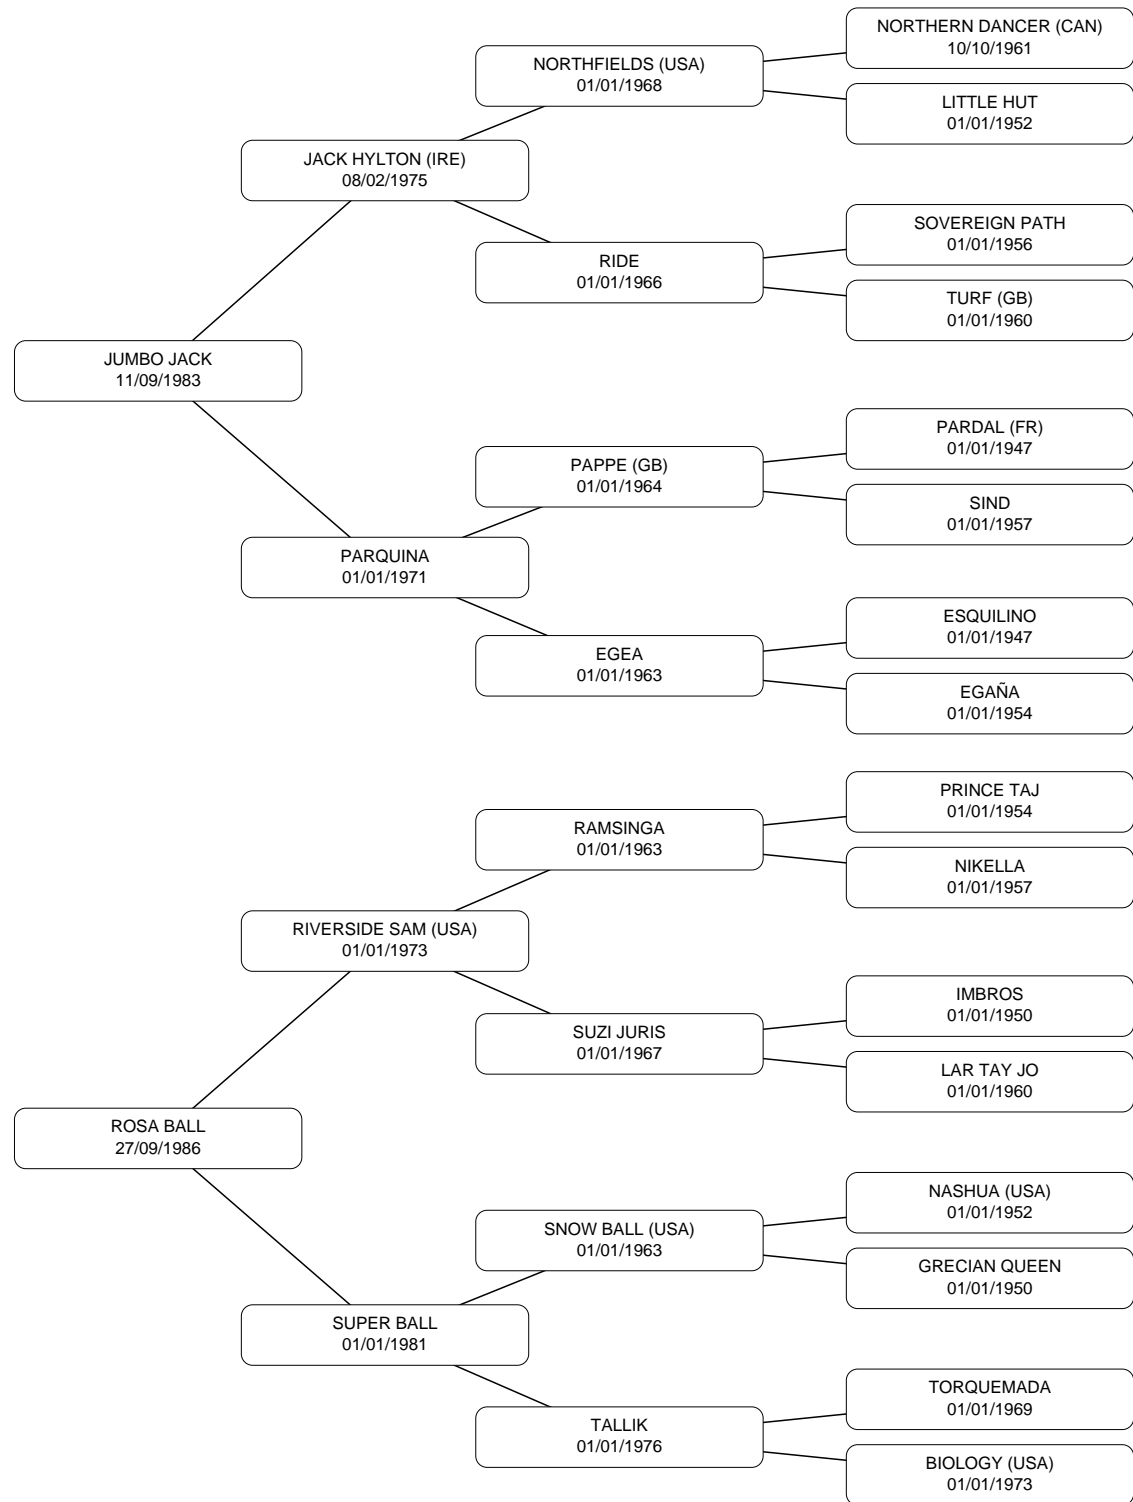 NORTHERN DANCER (CAN)
10/10/1961
NORTHFIELDS (USA)
01/01/1968
LITTLE HUT
01/01/1952
JACK HYLTON (IRE)
08/02/1975
SOVEREIGN PATH
01/01/1956
RIDE
01/01/1966
TURF (GB)
01/01/1960
JUMBO JACK
11/09/1983
PARDAL (FR)
01/01/1947
PAPPE (GB)
01/01/1964
SIND
01/01/1957
PARQUINA
01/01/1971
ESQUILINO
01/01/1947
EGEA
01/01/1963
EGAÑA
01/01/1954
PRINCE TAJ
01/01/1954
RAMSINGA
01/01/1963
NIKELLA
01/01/1957
RIVERSIDE SAM (USA)
01/01/1973
IMBROS
01/01/1950
SUZI JURIS
01/01/1967
LAR TAY JO
01/01/1960
ROSA BALL
27/09/1986
NASHUA (USA)
01/01/1952
SNOW BALL (USA)
01/01/1963
GRECIAN QUEEN
01/01/1950
SUPER BALL
01/01/1981
TORQUEMADA
01/01/1969
TALLIK
01/01/1976
BIOLOGY (USA)
01/01/1973